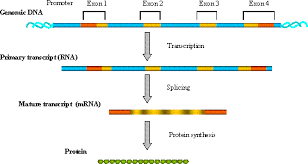 Promoter Exon 1 Exon 2 Exon 3 Exon 4
Genomic DNA
Transcription
Primary transcript (RNA)
Splicing
Mature transcript (mRNA)
Protein synthesis
Protein